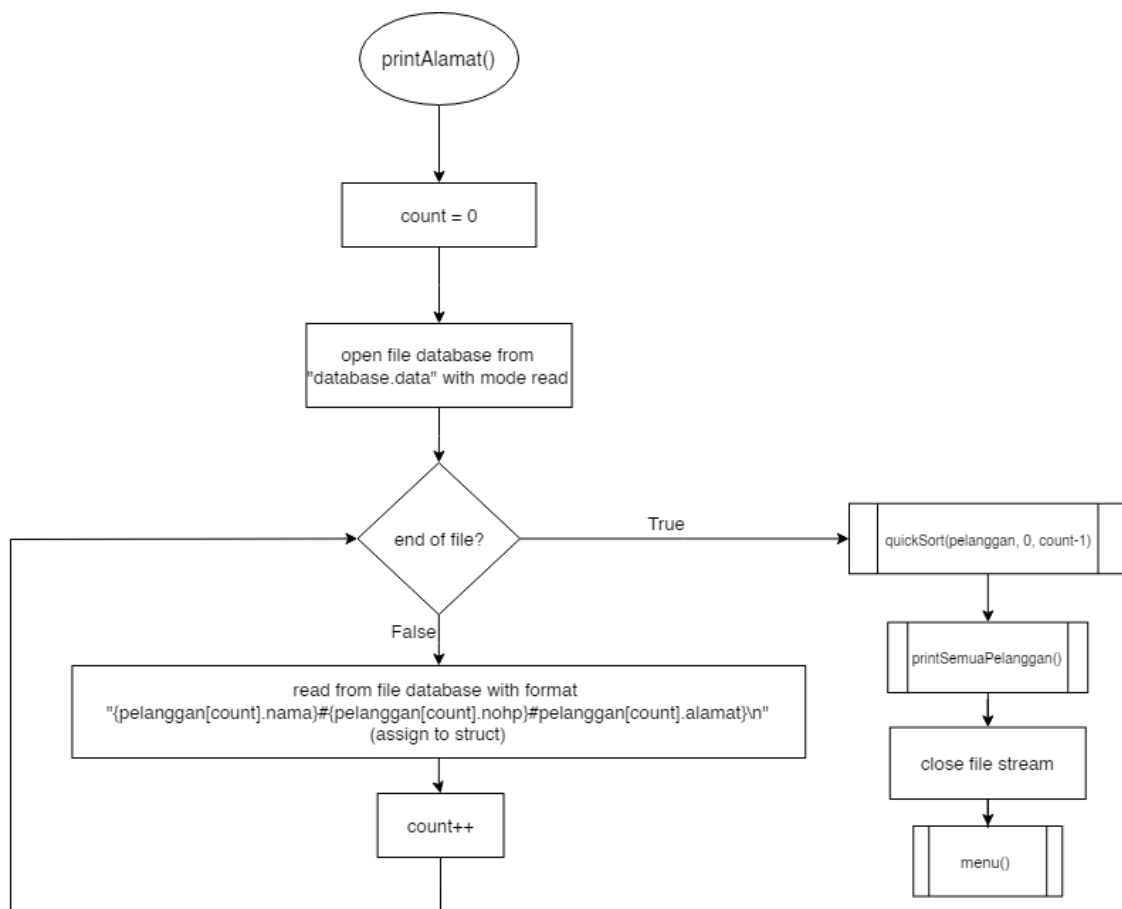 printAlamat()
count = 0
open file database from
"database.data" with mode read
end of file?
True
False
read from file database with format
"{pelanggan[count].nama}#{pelanggan[count].nohp}#pelanggan[count].alamat}\n"
(assign to struct)
count++
quickSort(pelanggan, 0, count-1)
printSemuaPelanggan()
close file stream
menu()